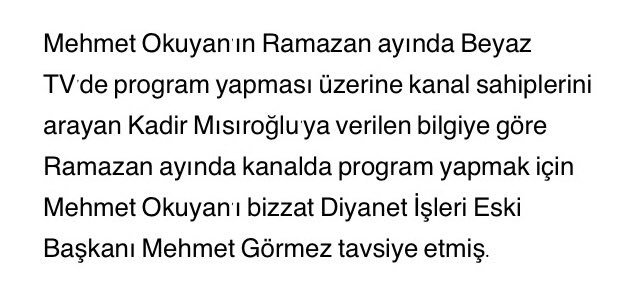 Mehmet Okuyan'ın Ramazan ayında Beyaz
TV'de program yapması üzerine kanal sahiplerini
arayan Kadir Mısıroğlu'ya verilen bilgiye göre
Ramazan ayında kanalda program yapmak için
Mehmet Okuyan'ı bizzat Diyanet İşleri Eski
Başkanı Mehmet Görmez tavsiye etmiş.